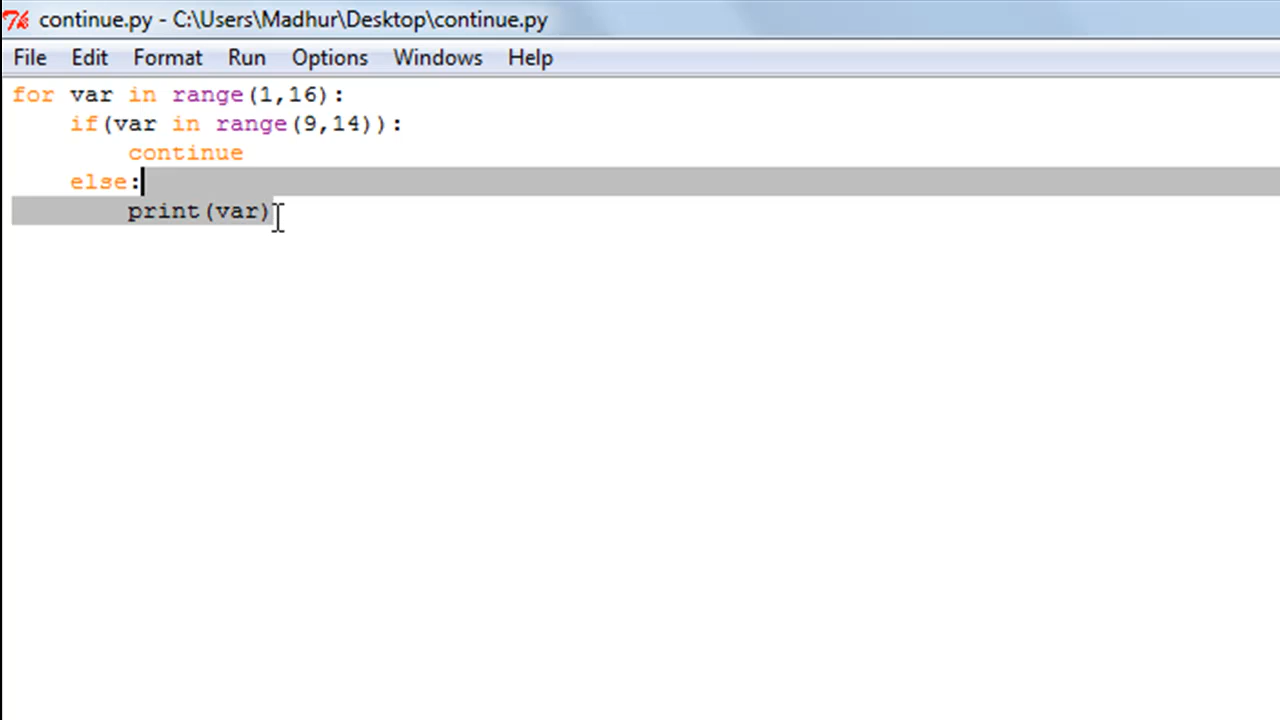 continue.py - C:\Users\Madhur\Desktop\continue.py
File Edit Format Run Options Windows Help
for var in range(1,16):
    if(var in range(9,14)):
        continue
    else:
        print(var)